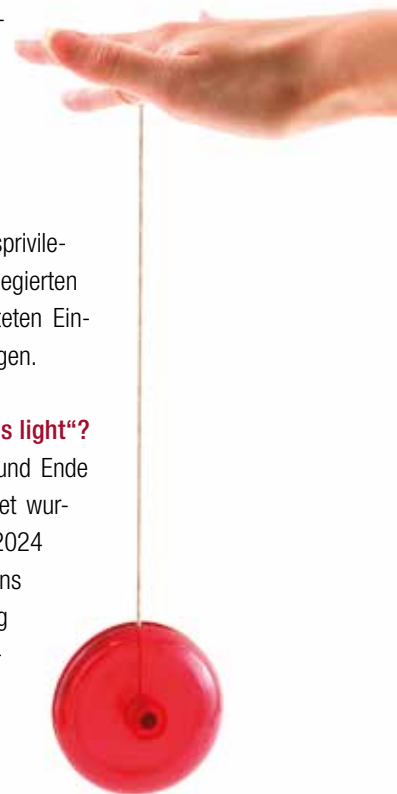 -
sprivile-
egierten
teten Ein-
gen.
s light“?
und Ende
et wur-
2024
ns
g
-